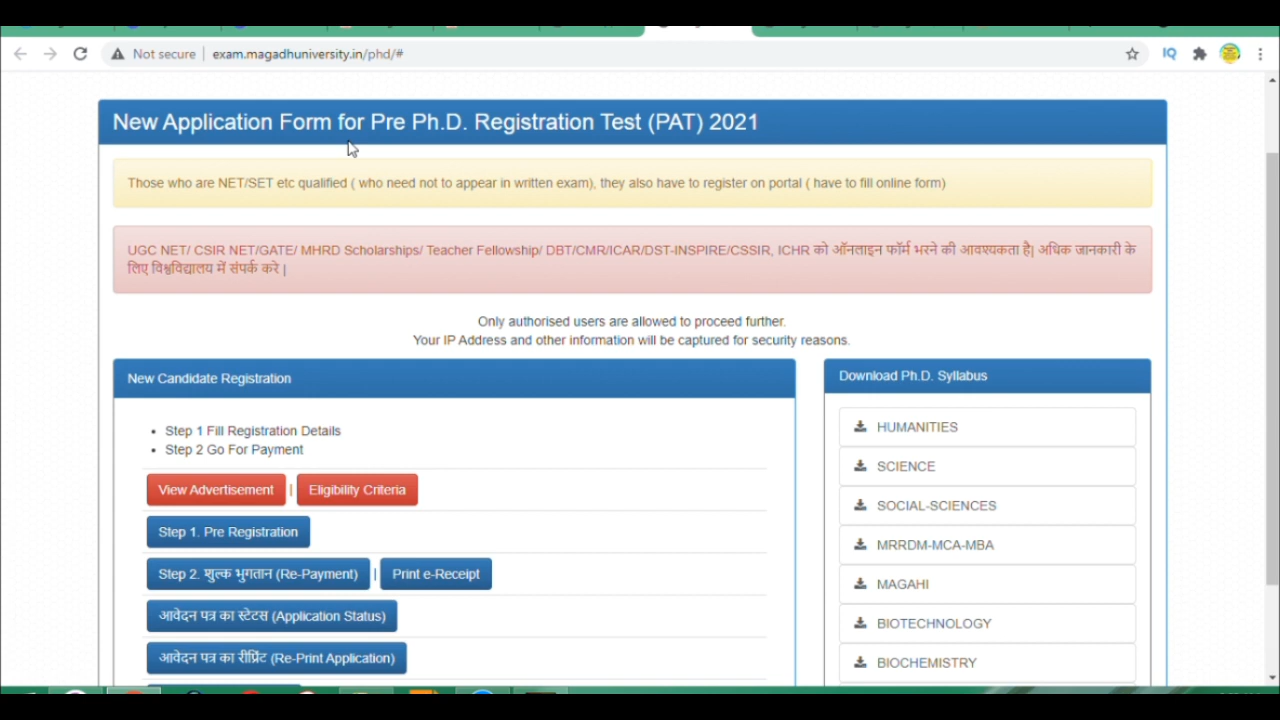 Not secure
exam.magadhuniversity.in/phd/#
IQ
New Application Form for Pre Ph.D. Registration Test (PAT) 2021
Those who are NET/SET etc qualified ( who need not to appear in written exam), they also have to register on portal ( have to fill online form)
UGC NET/ CSIR NET/GATE/ MHRD Scholarships/ Teacher Fellowship/ DBT/CMR/ICAR/DST-INSPIRE/CSSIR, ICHR को ऑनलाइन फॉर्म भरने की आवश्यकता है| अधिक जानकारी के
लिए विश्वविद्यालय में संपर्क करे |
Only authorised users are allowed to proceed further.
Your IP Address and other information will be captured for security reasons.
New Candidate Registration
Step 1 Fill Registration Details
Step 2 Go For Payment
View Advertisement | Eligibility Criteria
Step 1. Pre Registration
Step 2. शुल्क भुगतान (Re-Payment) | Print e-Receipt
आवेदन पत्र का स्टेटस (Application Status)
आवेदन पत्र का रीप्रिंट (Re-Print Application)
Download Ph.D. Syllabus
HUMANITIES
SCIENCE
SOCIAL-SCIENCES
MRRDM-MCA-MBA
MAGAHI
BIOTECHNOLOGY
BIOCHEMISTRY